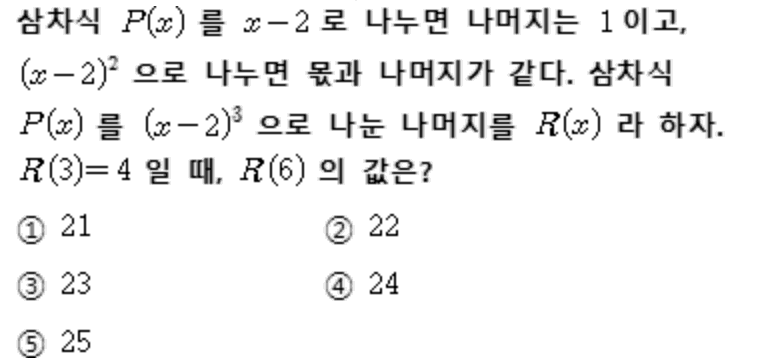 삼차식 P(x) 를 x-2 로 나누면 나머지는 1 이고,
(x-2)² 으로 나누면 몫과 나머지가 같다. 삼차식
P(x) 를 (x-2)³ 으로 나눈 나머지를 R(x) 라 하자.
R(3)=4 일 때, R(6) 의 값은?
① 21 ② 22
③ 23 ④ 24
⑤ 25